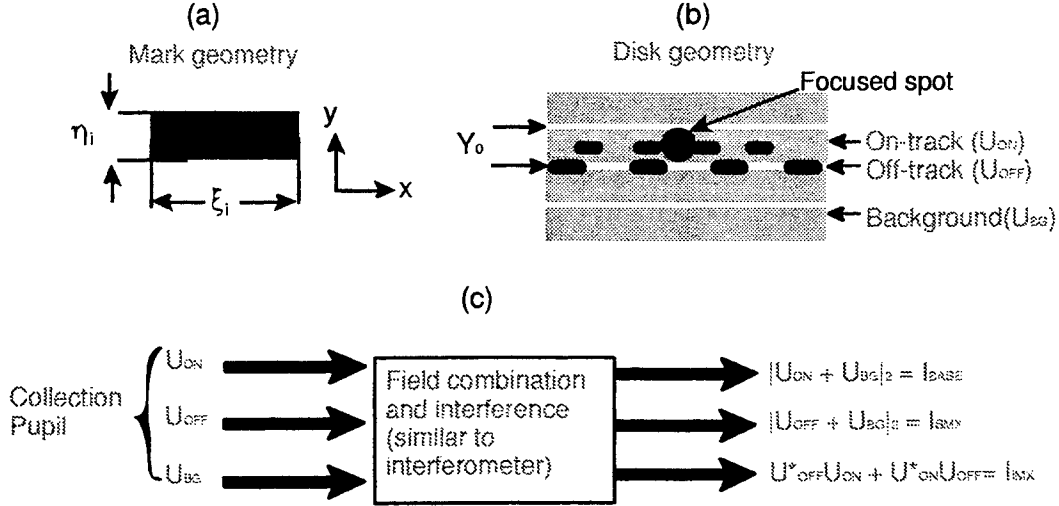 (a)
Mark geometry
ηi
ξi
y
x
(b)
Disk geometry
Focused spot
Yo
On-track (UON)
Off-track (UOFF)
Background(UBG)
(c)
Collection
Pupil
UON
UOFF
UBG
Field combination
and interference
(similar to
interferometer)
|UON + UBG|2 = IBASE
|UOFF + UBG|2 = ISMX
U*OFFUON + U*ONUOFF= IIMX